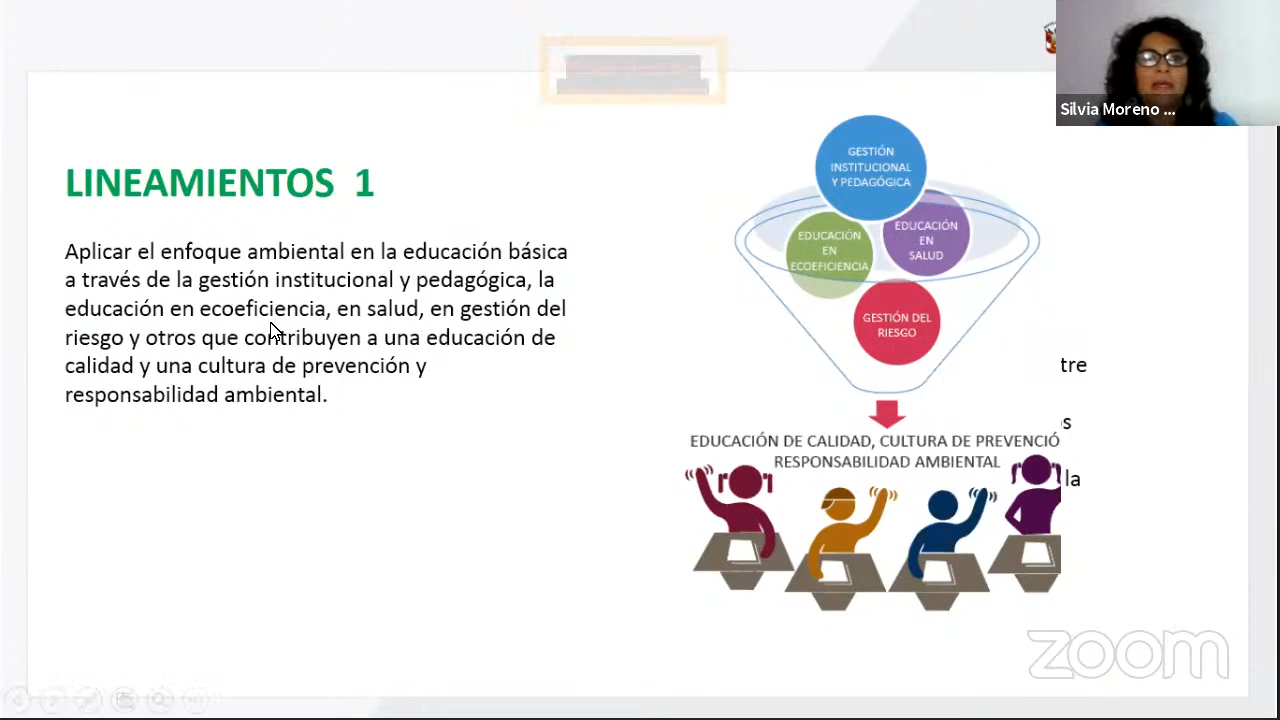 LINEAMIENTOS 1
Aplicar el enfoque ambiental en la educación básica
a través de la gestión institucional y pedagógica, la
educación en ecoeficiencia, en salud, en gestión del
riesgo y otros que contribuyen a una educación de
calidad y una cultura de prevención y
responsabilidad ambiental.
GESTIÓN
INSTITUCIONAL
Y PEDAGÓGICA
EDUCACIÓN
EN
ECOEFICIENCIA
EDUCACIÓN
EN
SALUD
GESTIÓN DEL
RIESGO
EDUCACIÓN DE CALIDAD, CULTURA DE PREVENCIÓ
RESPONSABILIDAD AMBIENTAL
tre
os
la
Silvia Moreno ...
zoom